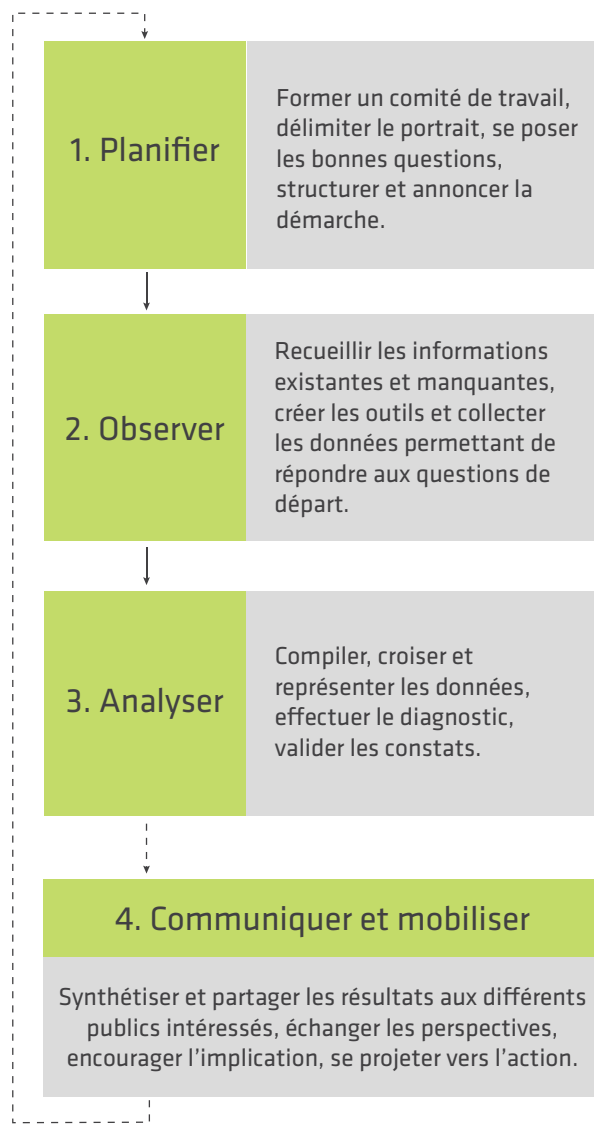 1. Planifier
Former un comité de travail,
délimiter le portrait, se poser
les bonnes questions,
structurer et annoncer la
démarche.
2. Observer
Recueillir les informations
existantes et manquantes,
créer les outils et collecter
les données permettant de
répondre aux questions de
départ.
3. Analyser
Compiler, croiser et
représenter les données,
effectuer le diagnostic,
valider les constats.
4. Communiquer et mobiliser
Synthétiser et partager les résultats aux différents
publics intéressés, échanger les perspectives,
encourager l’implication, se projeter vers l’action.